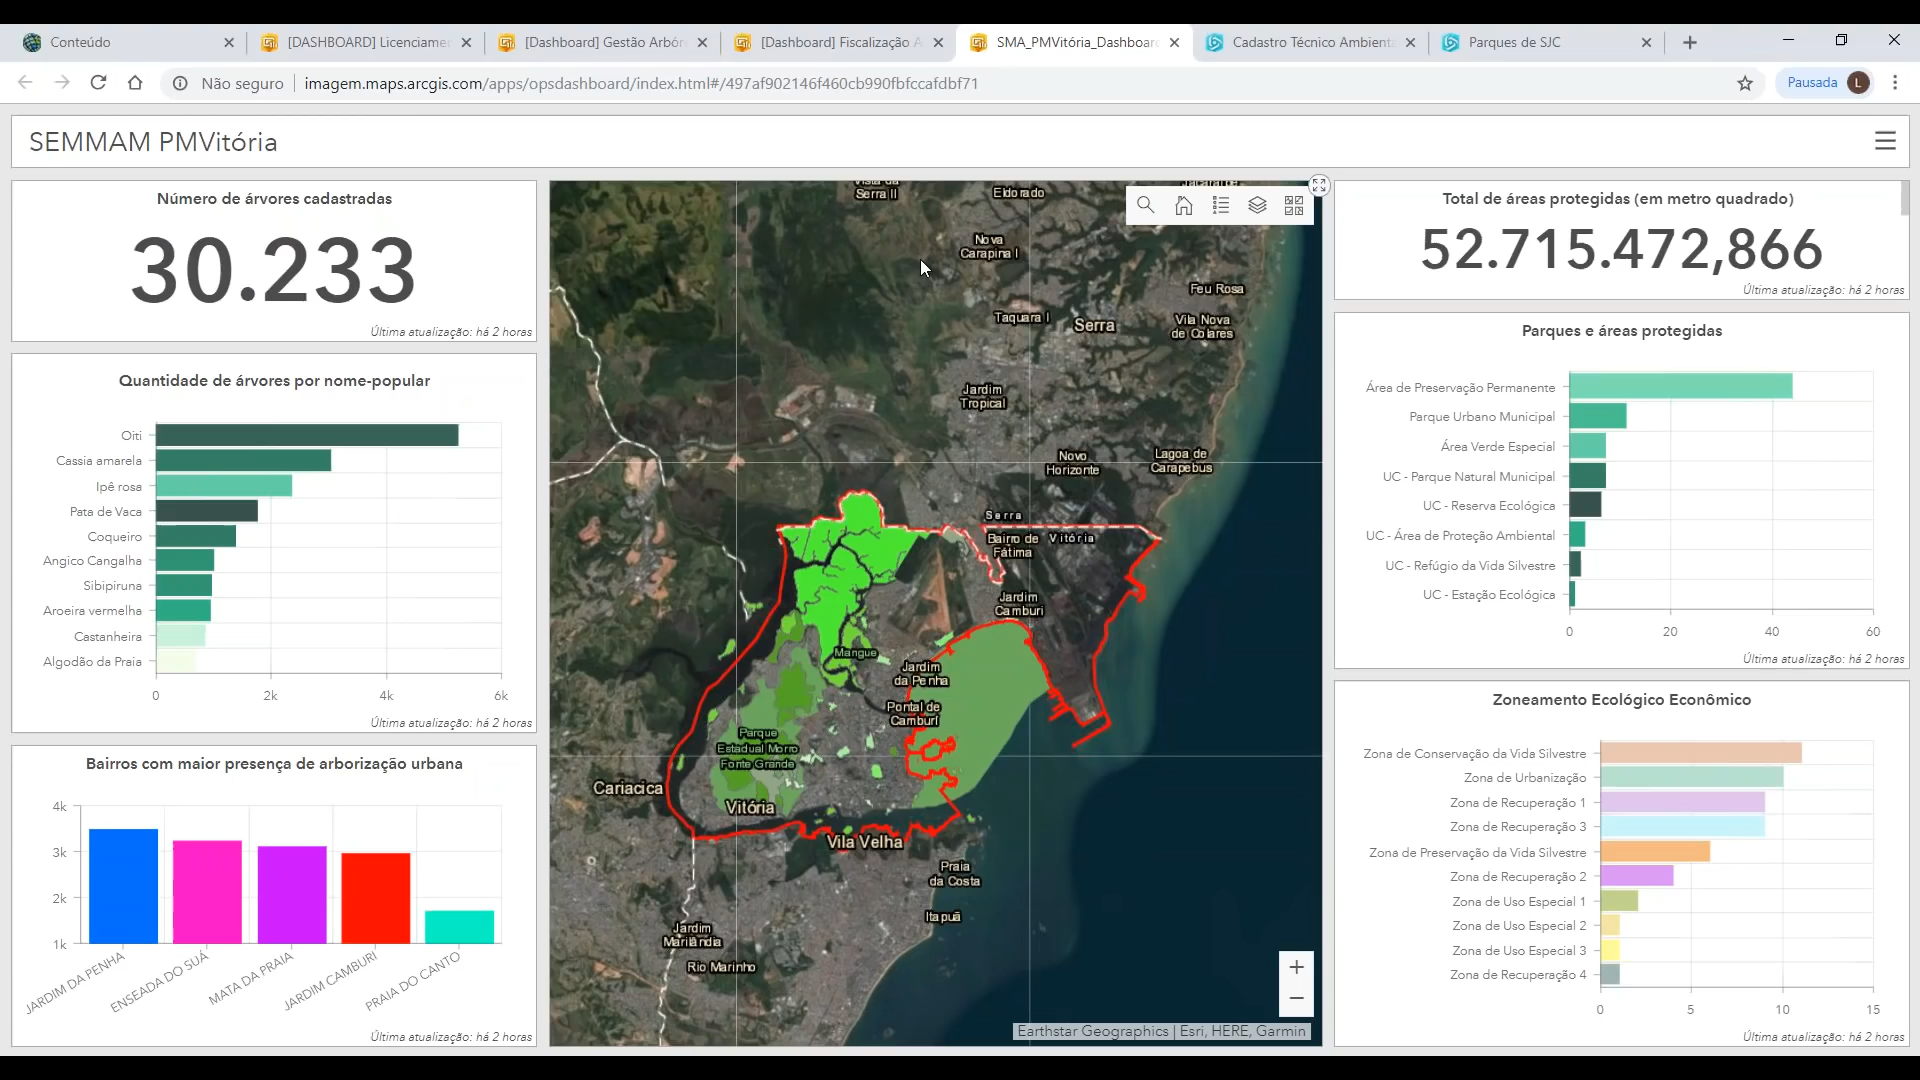 Conteúdo
[DASHBOARD] Licenciame
[Dashboard] Gestão Arbór
[Dashboard] Fiscalização A
SMA_PMVitória_Dashboar
Cadastro Técnico Ambient
Parques de SJC
Não seguro
imagem.maps.arcgis.com/apps/opsdashboard/index.html#/497af902146f460cb990fbfccafdbf71
Pausada
L
SEMMAM PMVitória
Número de árvores cadastradas
30.233
Última atualização: há 2 horas
Quantidade de árvores por nome-popular
Oiti
Cassia amarela
Ipê rosa
Pata de Vaca
Coqueiro
Angico Cangalha
Sibipiruna
Aroeira vermelha
Castanheira
Algodão da Praia
0 2k 4k 6k
Última atualização: há 2 horas
Bairros com maior presença de arborização urbana
4k
3k
2k
1k
JARDIM DA PENHA
ENSEADA DO SUÁ
MATA DA PRAIA
JARDIM CAMBURI
PRAIA DO CANTO
Última atualização: há 2 horas
Vista da
Serra II
Eldorado
Jacaraípe
Nova
Carapina I
Feu Rosa
Taquara I
Serra
Vila Nova
de Colares
Jardim
Tropical
Novo
Horizonte
Lagoa de
Carapebus
Serra
Bairro de
Fátima
Vitória
Jardim
Camburi
Mangue
Jardim
da Penha
Pontal de
Camburí
Parque
Estadual Morro
Fonte Grande
Cariacica
Vitória
Vila Velha
Praia
da Costa
Itapuã
Jardim
Marilândia
Rio Marinho
Earthstar Geographics | Esri, HERE, Garmin
Total de áreas protegidas (em metro quadrado)
52.715.472,866
Última atualização: há 2 horas
Parques e áreas protegidas
Área de Preservação Permanente
Parque Urbano Municipal
Área Verde Especial
UC - Parque Natural Municipal
UC - Reserva Ecológica
UC - Área de Proteção Ambiental
UC - Refúgio da Vida Silvestre
UC - Estação Ecológica
0 20 40 60
Última atualização: há 2 horas
Zoneamento Ecológico Econômico
Zona de Conservação da Vida Silvestre
Zona de Urbanização
Zona de Recuperação 1
Zona de Recuperação 3
Zona de Preservação da Vida Silvestre
Zona de Recuperação 2
Zona de Uso Especial 1
Zona de Uso Especial 2
Zona de Uso Especial 3
Zona de Recuperação 4
0 5 10 15
Última atualização: há 2 horas